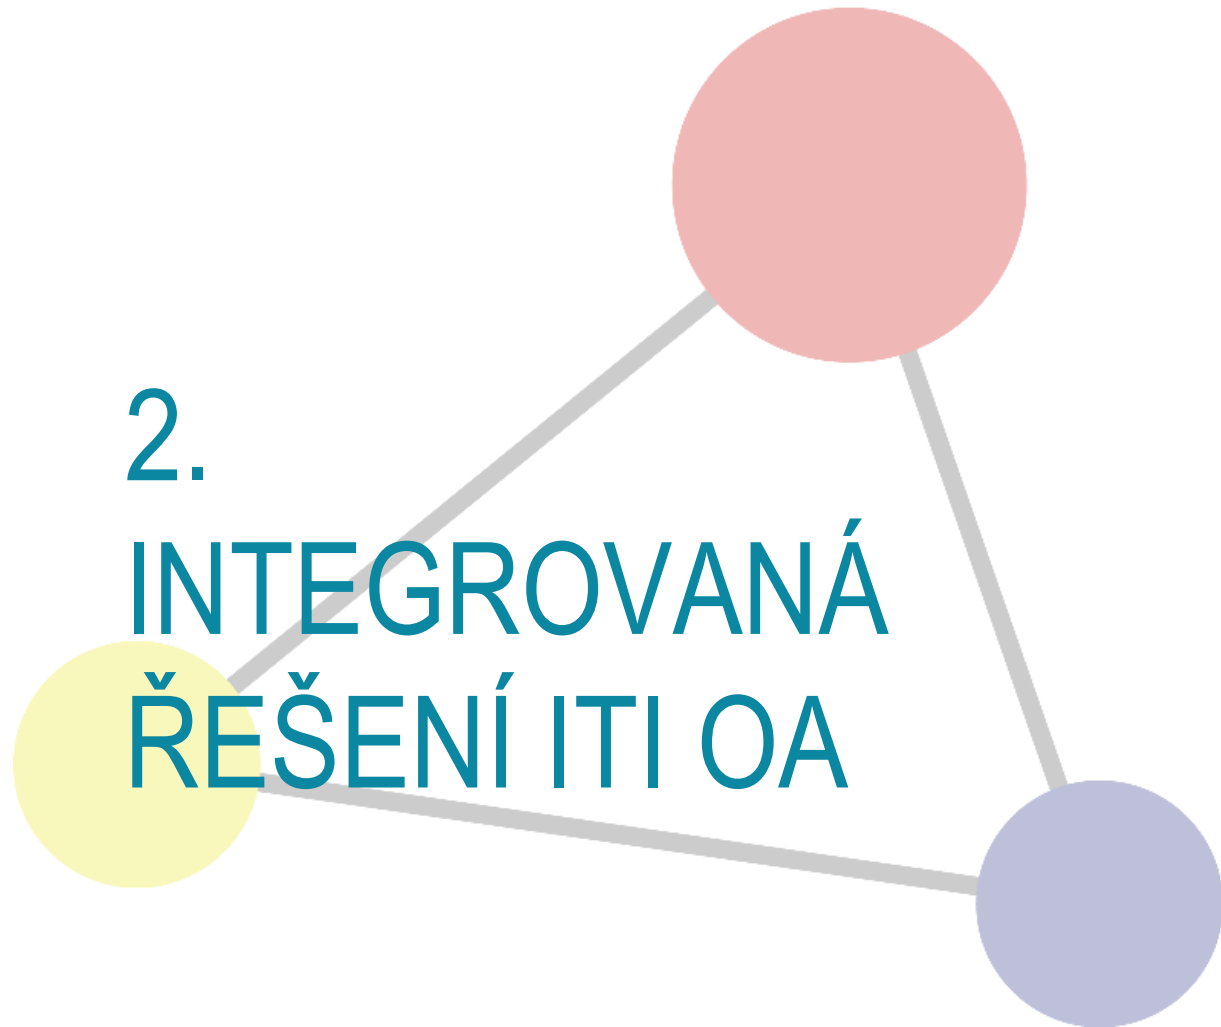 2.
INTEGROVANÁ
ŘEŠENÍ ITI OA